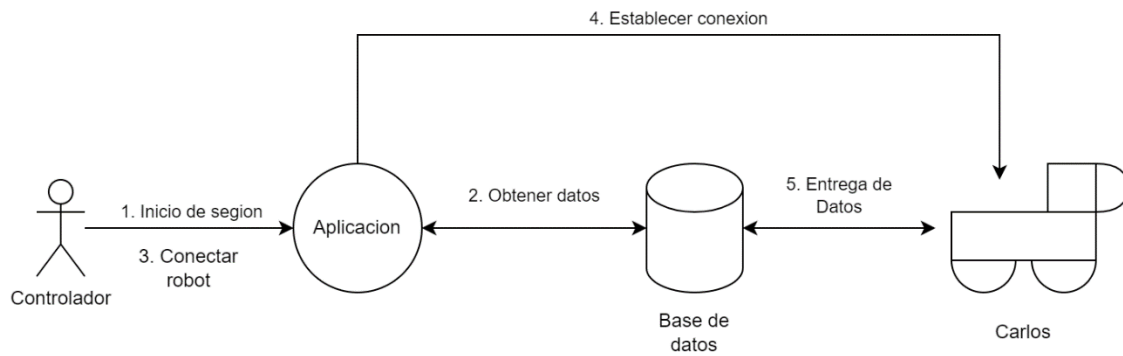 4. Establecer conexion
1. Inicio de segion
3. Conectar
robot
Controlador
Aplicacion
2. Obtener datos
Base de
datos
5. Entrega de
Datos
Carlos